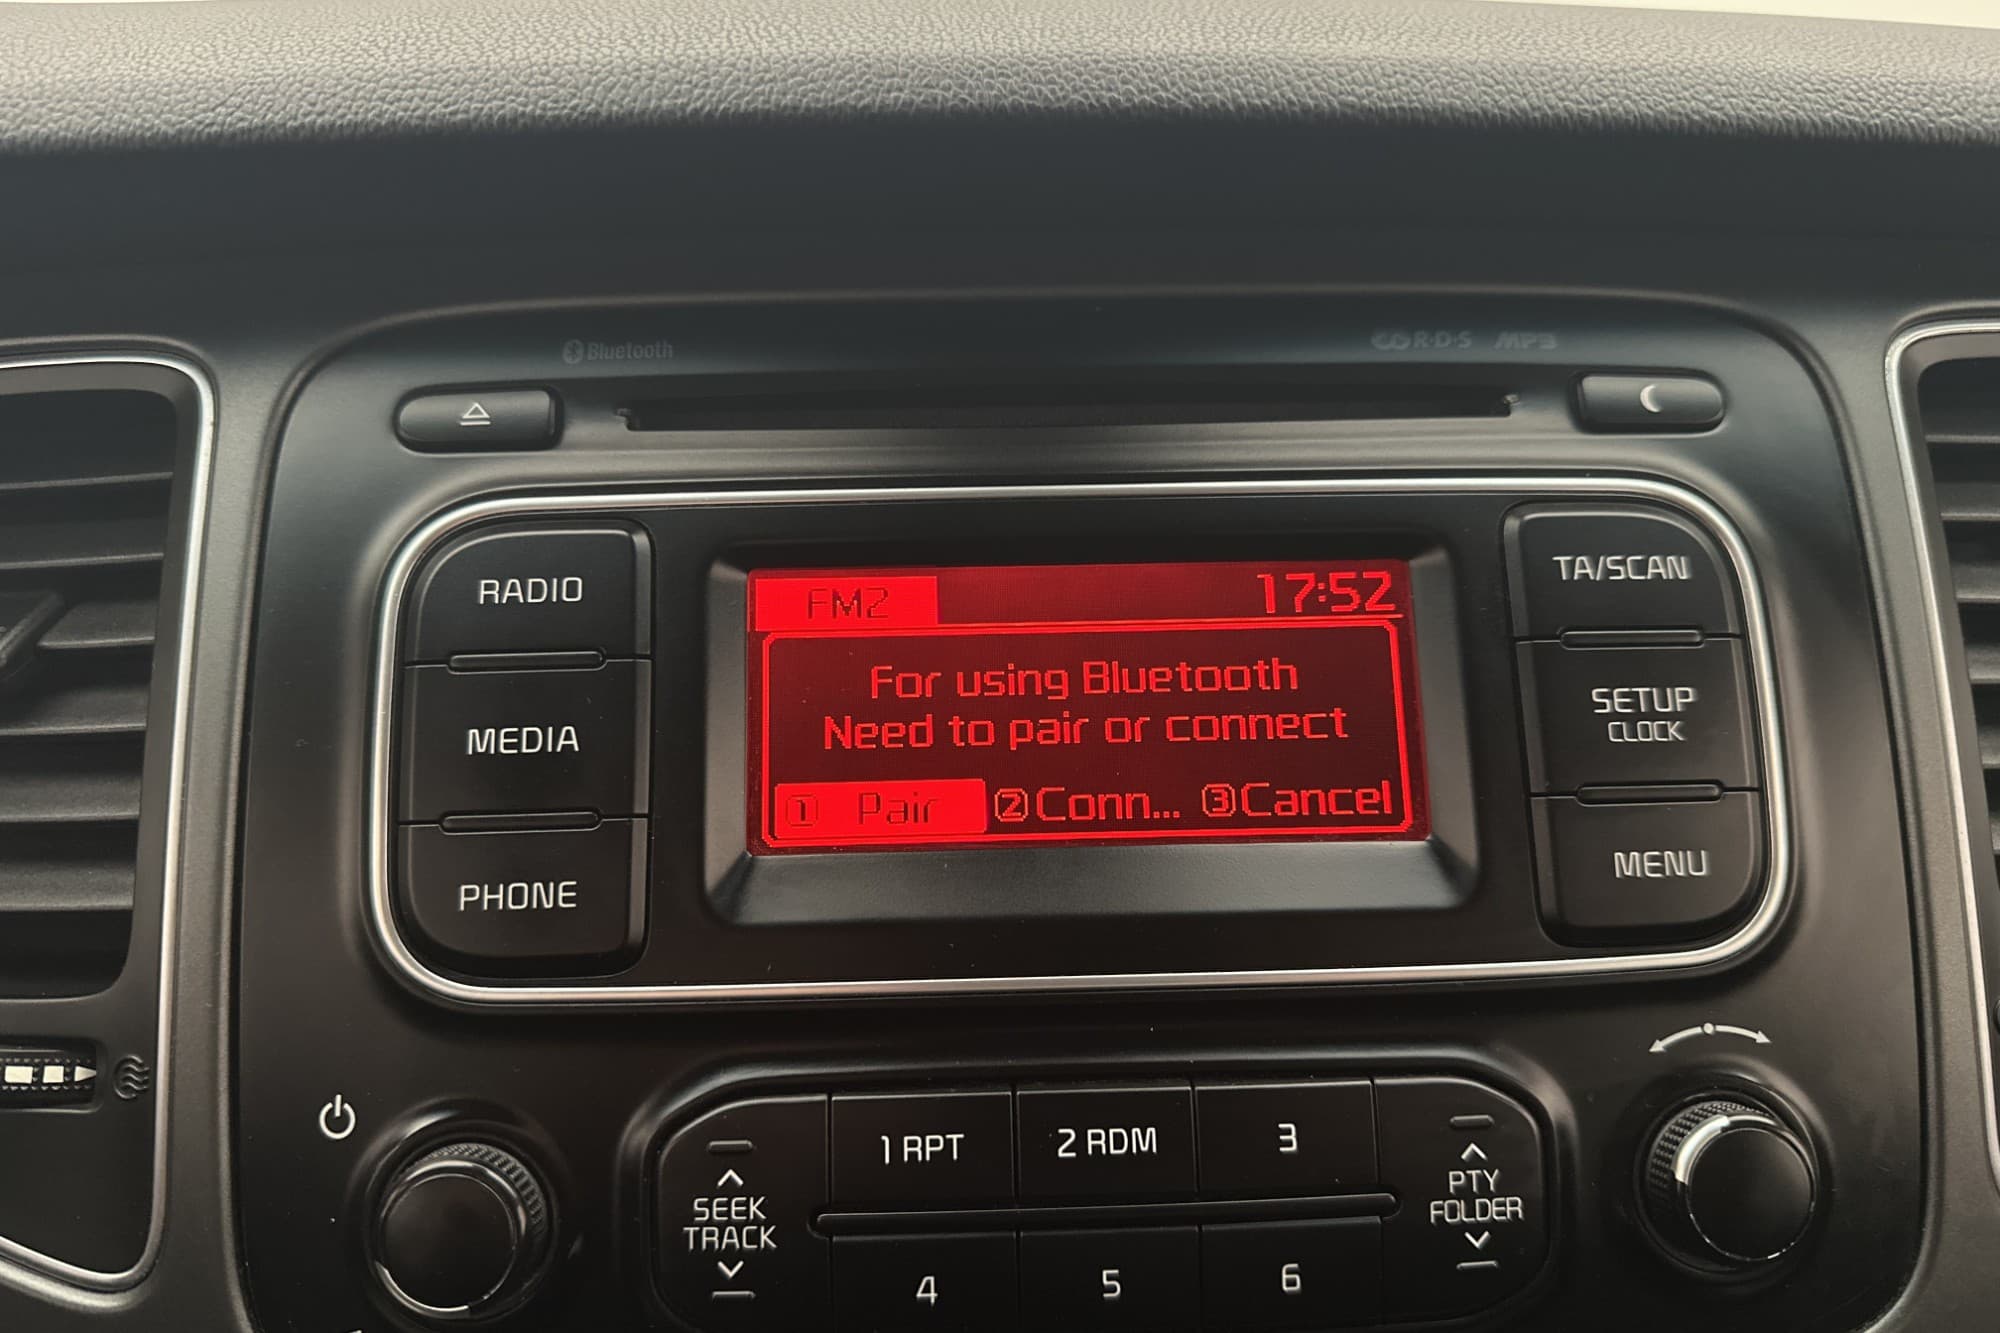 Bluetooth
R·D·S MP3
RADIO
MEDIA
PHONE
FM2 17:52
For using Bluetooth
Need to pair or connect
① Pair ②Conn... ③Cancel
TA/SCAN
SETUP
CLOCK
MENU
SEEK
TRACK
1 RPT
2 RDM
3
4
5
6
PTY
FOLDER